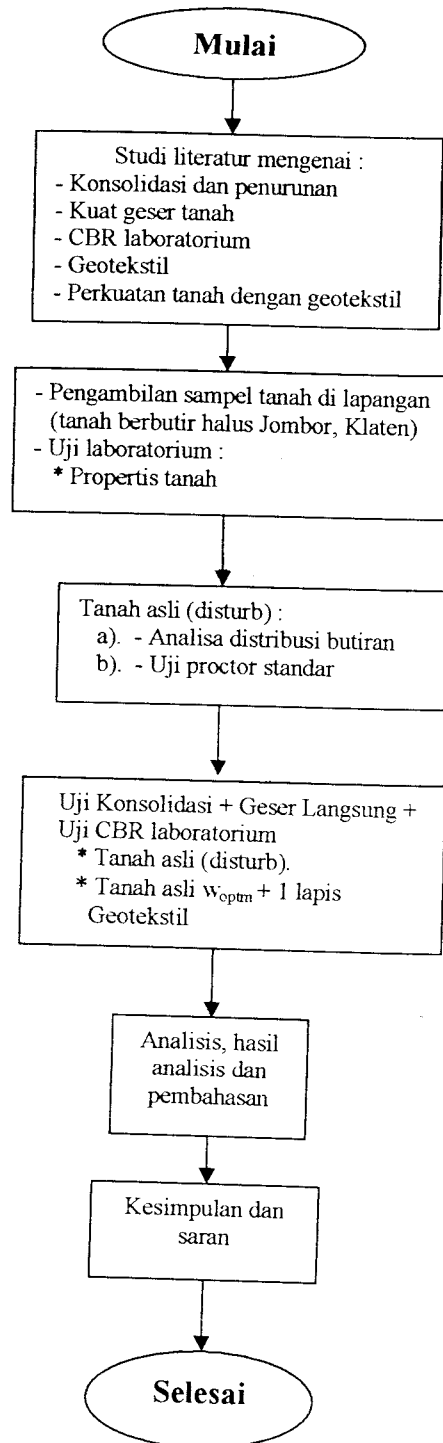 Mulai
Studi literatur mengenai :
- Konsolidasi dan penurunan
- Kuat geser tanah
- CBR laboratorium
- Geotekstil
- Perkuatan tanah dengan geotekstil
- Pengambilan sampel tanah di lapangan
(tanah berbutir halus Jombor, Klaten)
- Uji laboratorium :
* Propertis tanah
Tanah asli (disturb) :
a). - Analisa distribusi butiran
b). - Uji proctor standar
Uji Konsolidasi + Geser Langsung +
Uji CBR laboratorium
* Tanah asli (disturb).
* Tanah asli w_optm + 1 lapis
Geotekstil
Analisis, hasil
analisis dan
pembahasan
Kesimpulan dan
saran
Selesai